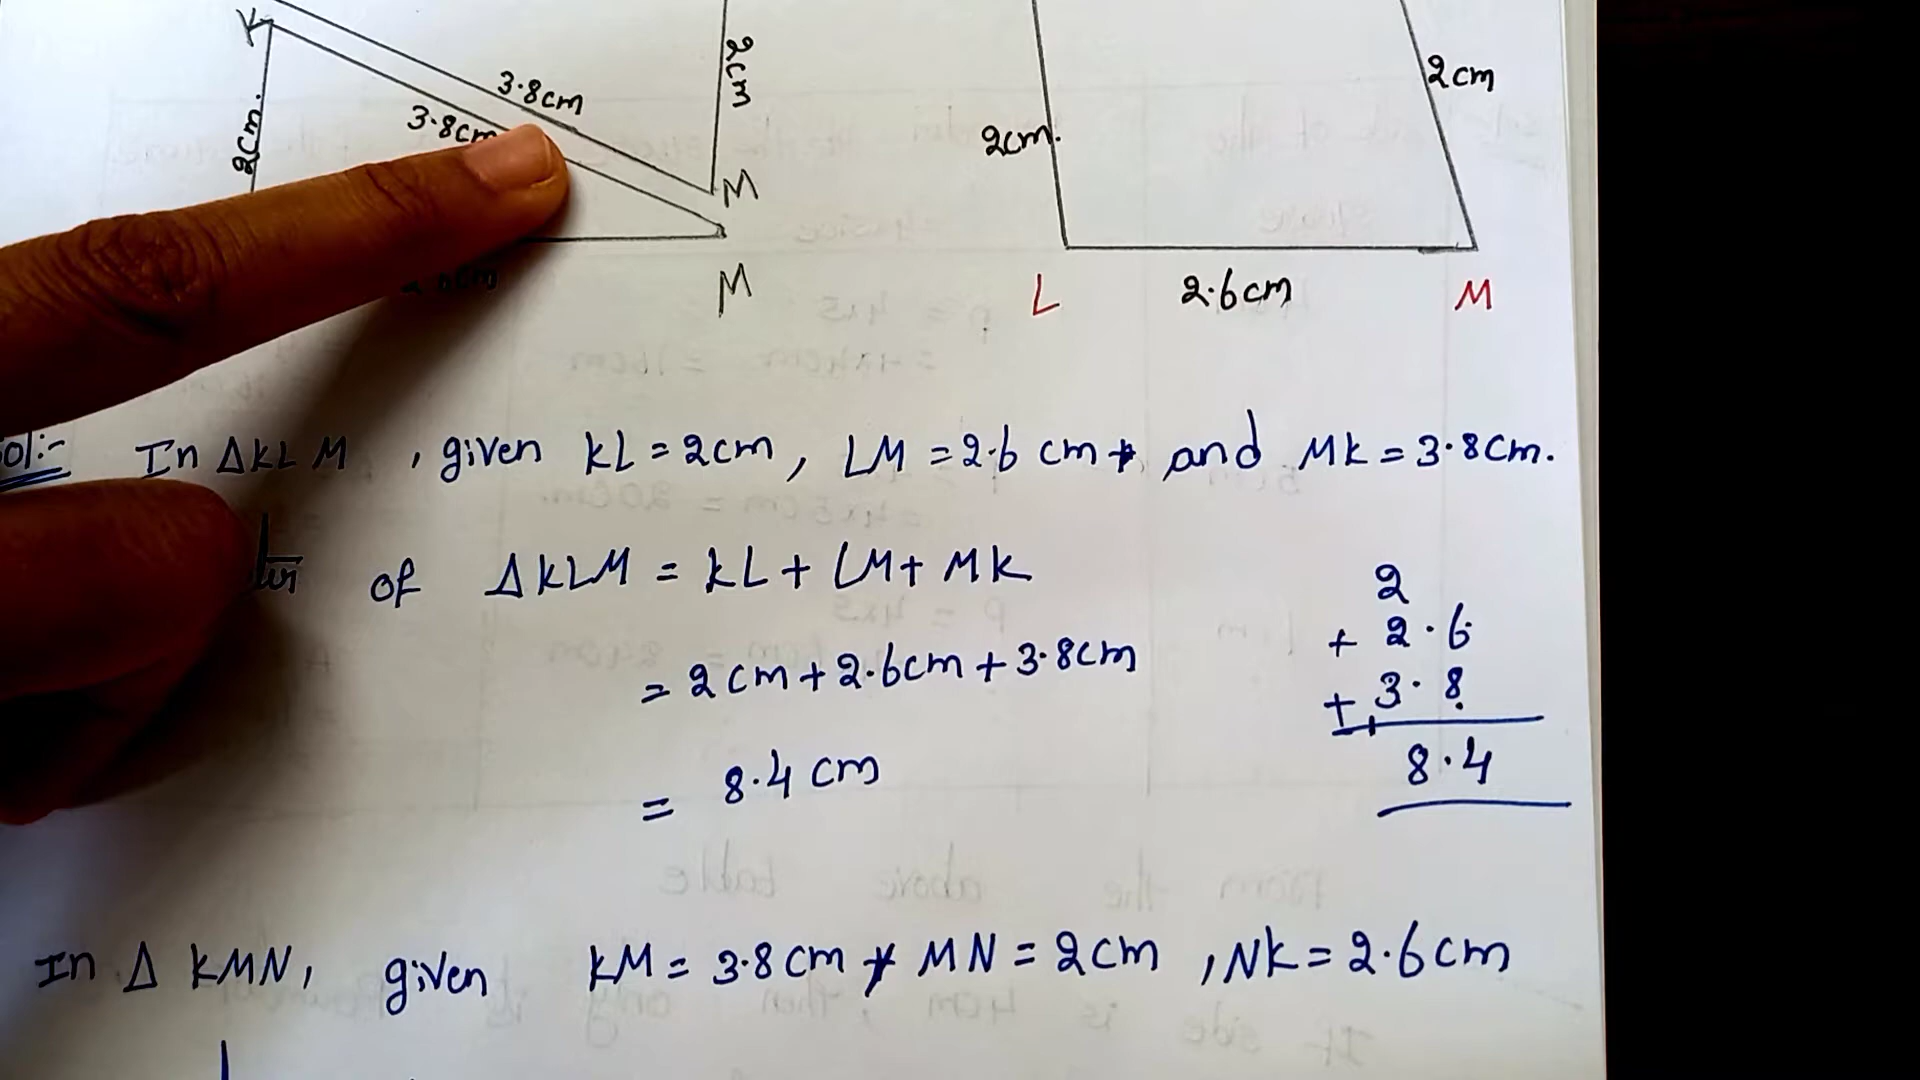 K
3.8cm
3.8cm
2cm.
2cm
M
M
2cm.
2cm
L
2.6cm
M
In ΔKLM, given KL = 2cm, LM = 2.6 cm, and MK = 3.8cm.
of ΔKLM = KL + LM + MK
= 2cm + 2.6cm + 3.8cm
= 8.4 cm
2
+ 2.6
+ 3.8
8.4
In Δ KMN, given KM = 3.8cm, MN = 2cm, NK = 2.6cm